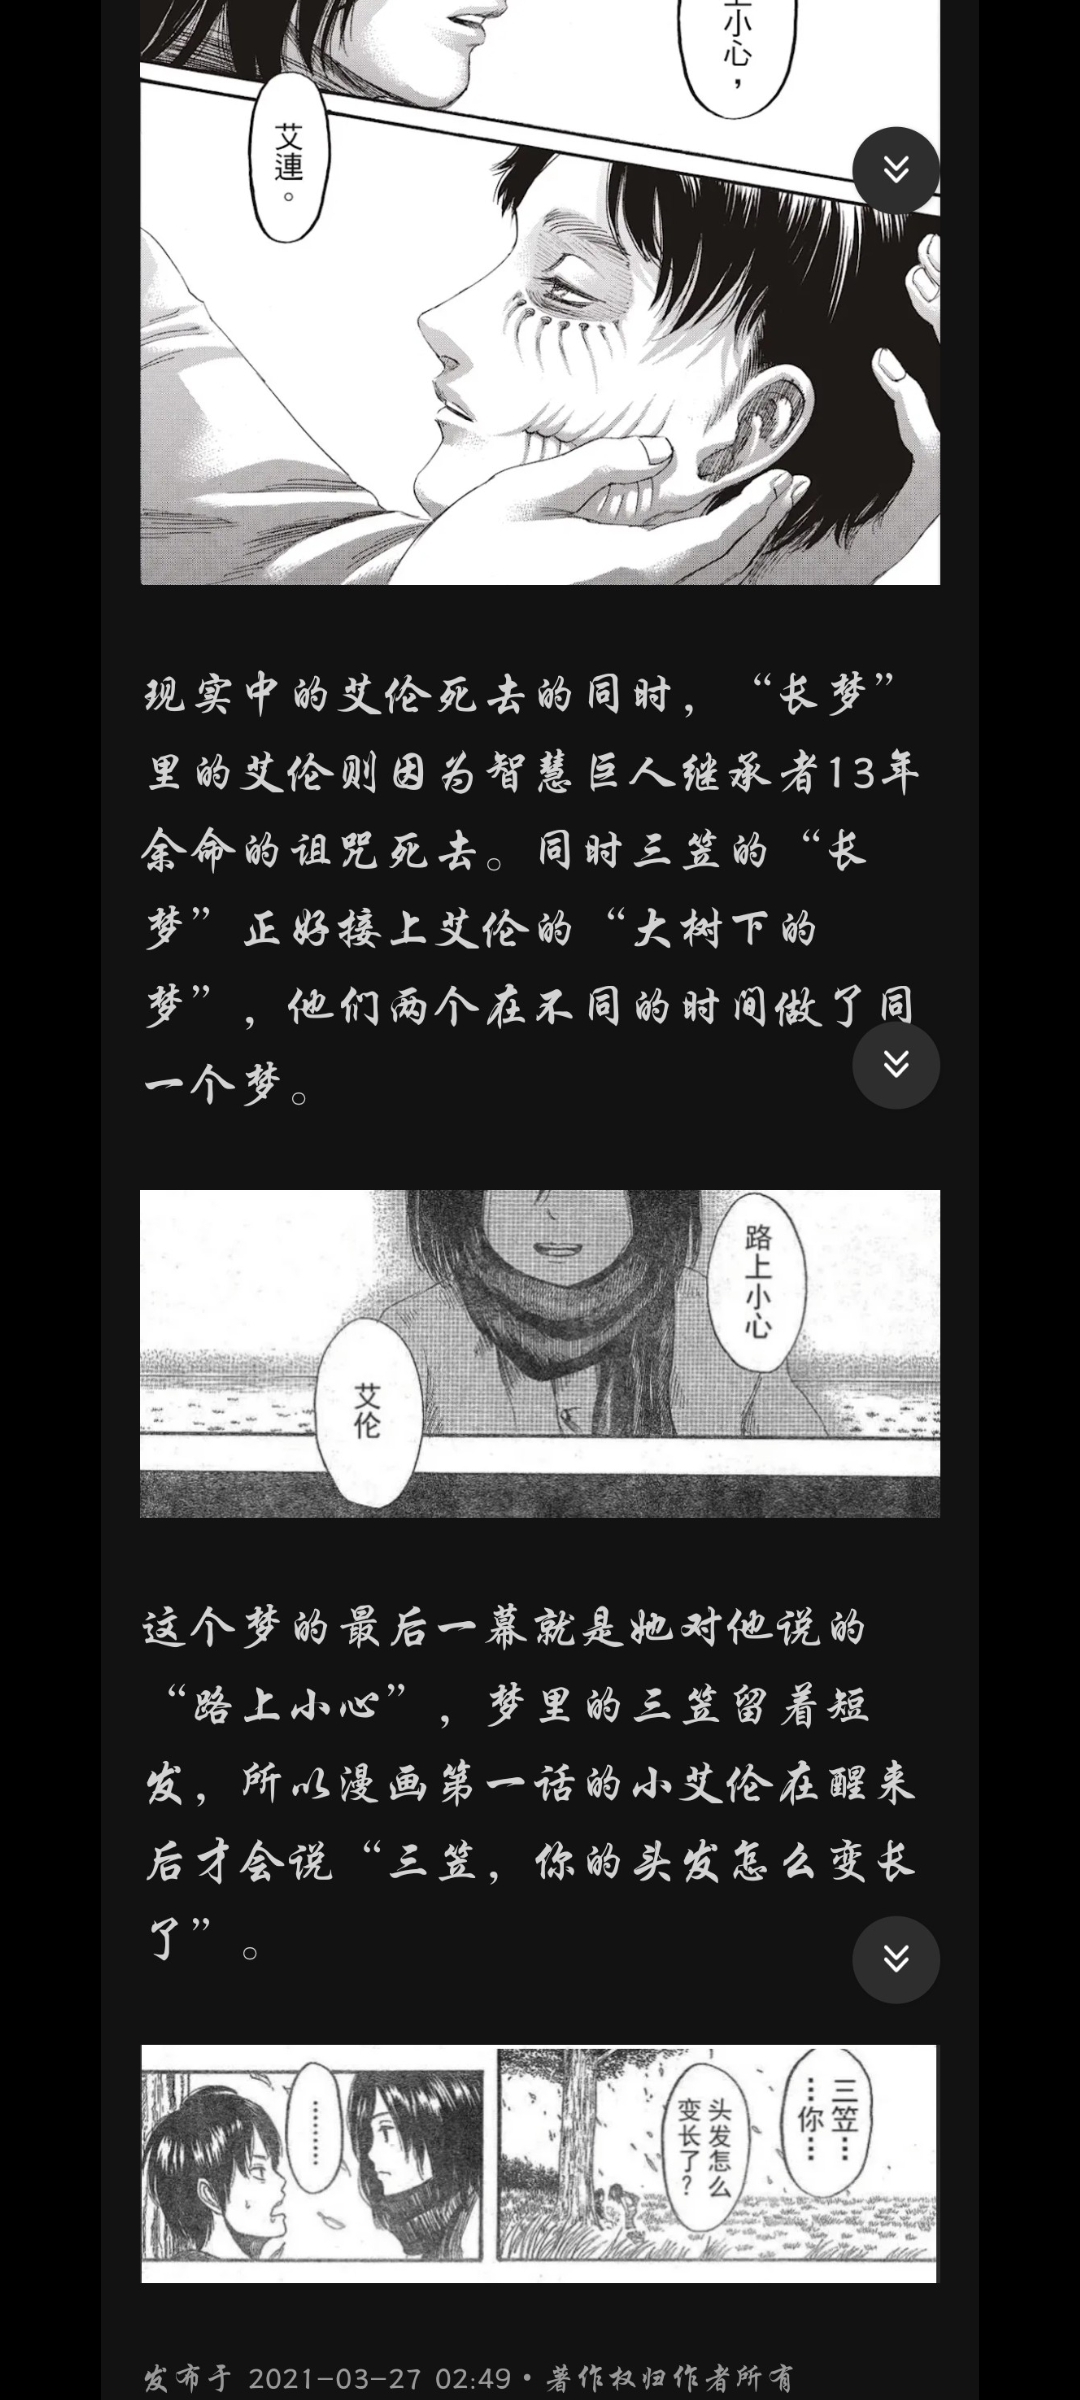 上小心，
艾連。
现实中的艾伦死去的同时，“长梦”
里的艾伦则因为智慧巨人继承者13年
余命的诅咒死去。同时三笠的“长
梦”正好接上艾伦的“大树下的
梦”，他们两个在不同的时间做了同
一个梦。
路上小心
艾伦
这个梦的最后一幕就是她对他说的
“路上小心”，梦里的三笠留着短
发，所以漫画第一话的小艾伦在醒来
后才会说“三笠，你的头发怎么变长
了”。
………
三笠…
…你…
头发怎么
变长了？
发布于 2021-03-27 02:49・著作权归作者所有